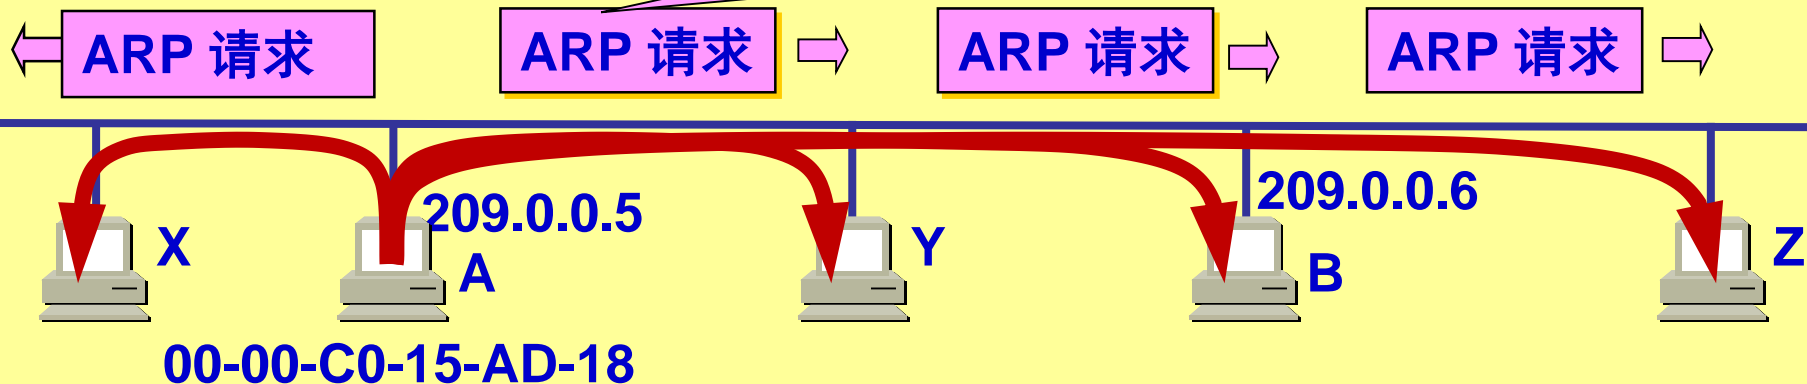 ARP 请求
ARP 请求
ARP 请求
ARP 请求
209.0.0.5
209.0.0.6
X
A
Y
B
Z
00-00-C0-15-AD-18